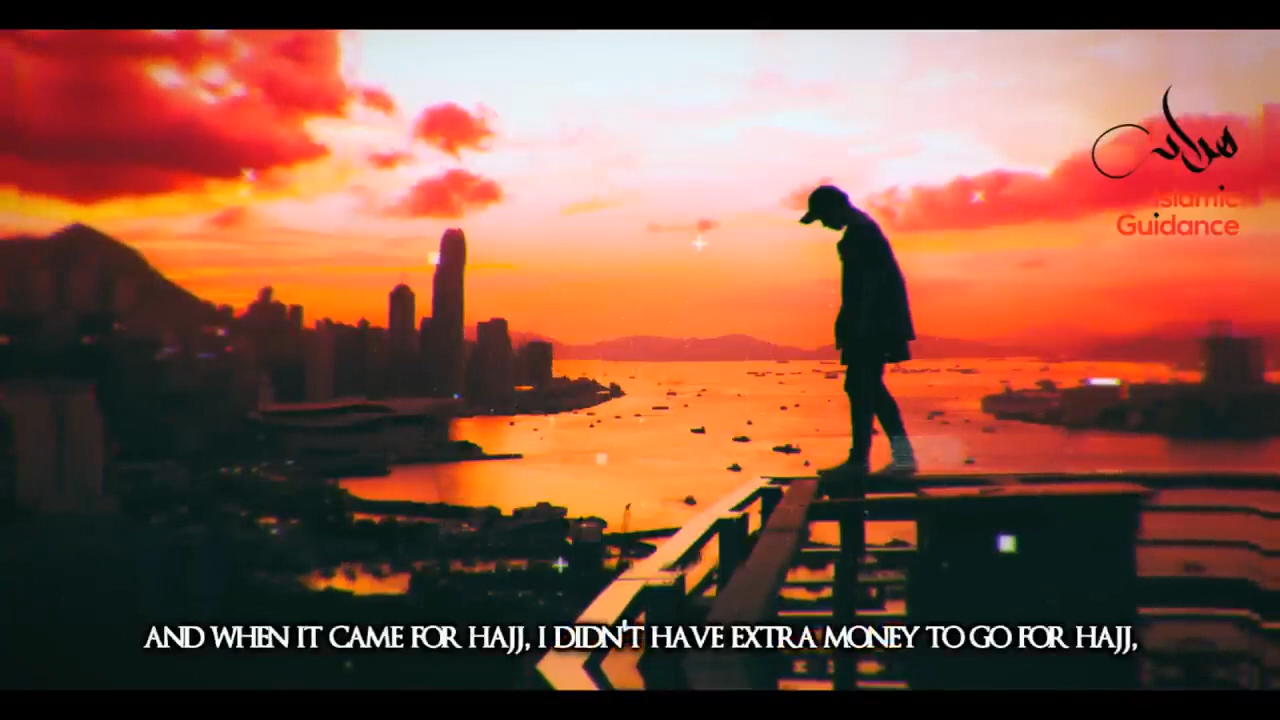 هداية
Islamic
Guidance
AND WHEN IT CAME FOR HAJJ, I DIDN'T HAVE EXTRA MONEY TO GO FOR HAJJ,